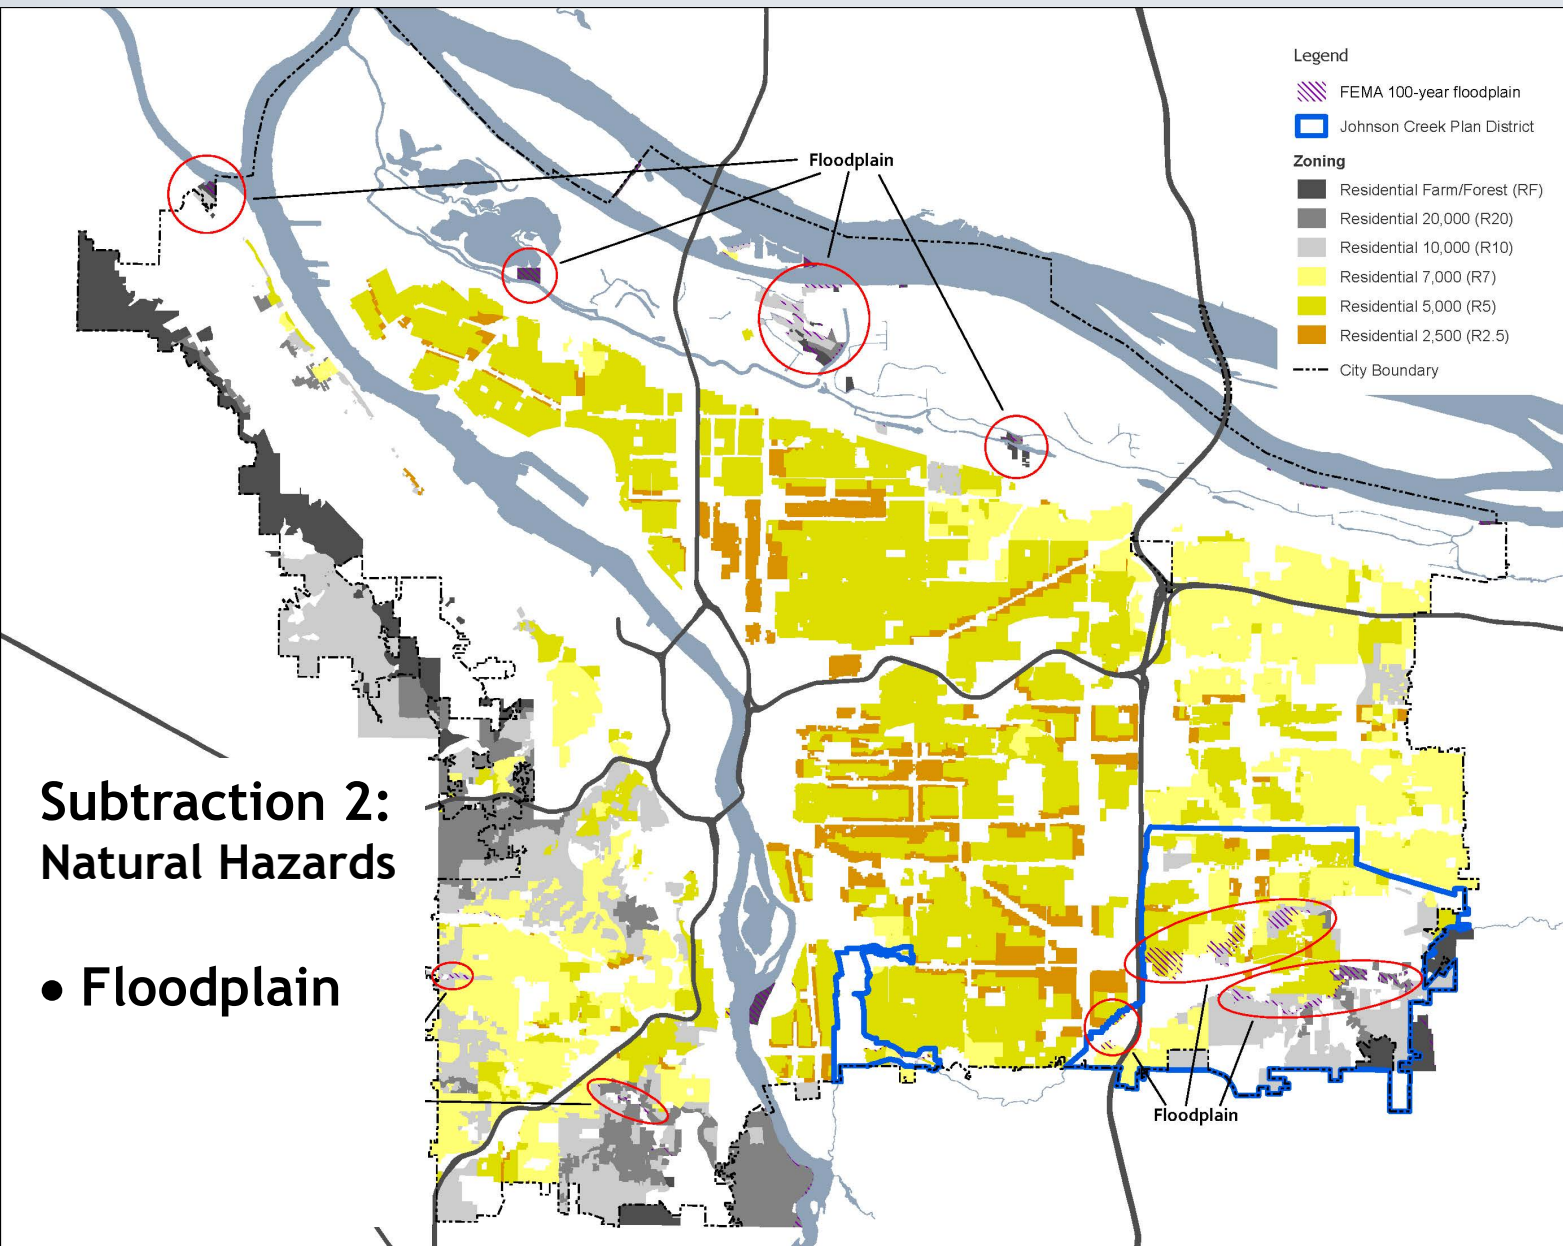 Legend
FEMA 100-year floodplain
Johnson Creek Plan District
Zoning
Residential Farm/Forest (RF)
Residential 20,000 (R20)
Residential 10,000 (R10)
Residential 7,000 (R7)
Residential 5,000 (R5)
Residential 2,500 (R2.5)
City Boundary
Floodplain
Subtraction 2:
Natural Hazards
• Floodplain
Floodplain